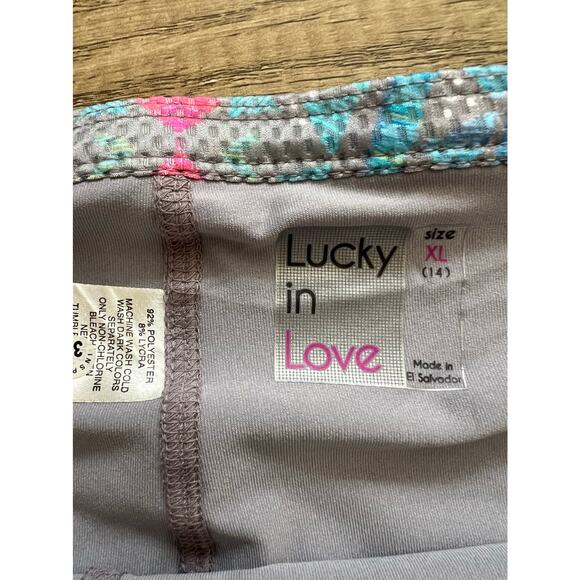 Lucky
in
Love
size
XL
(14)
Made in
El Salvador
92% POLYESTER
8% LYCRA
MACHINE WASH COLD
WASH DARK COLORS
SEPARATELY
ONLY NON-CHLORINE
BLEACH
TUMBLE
3